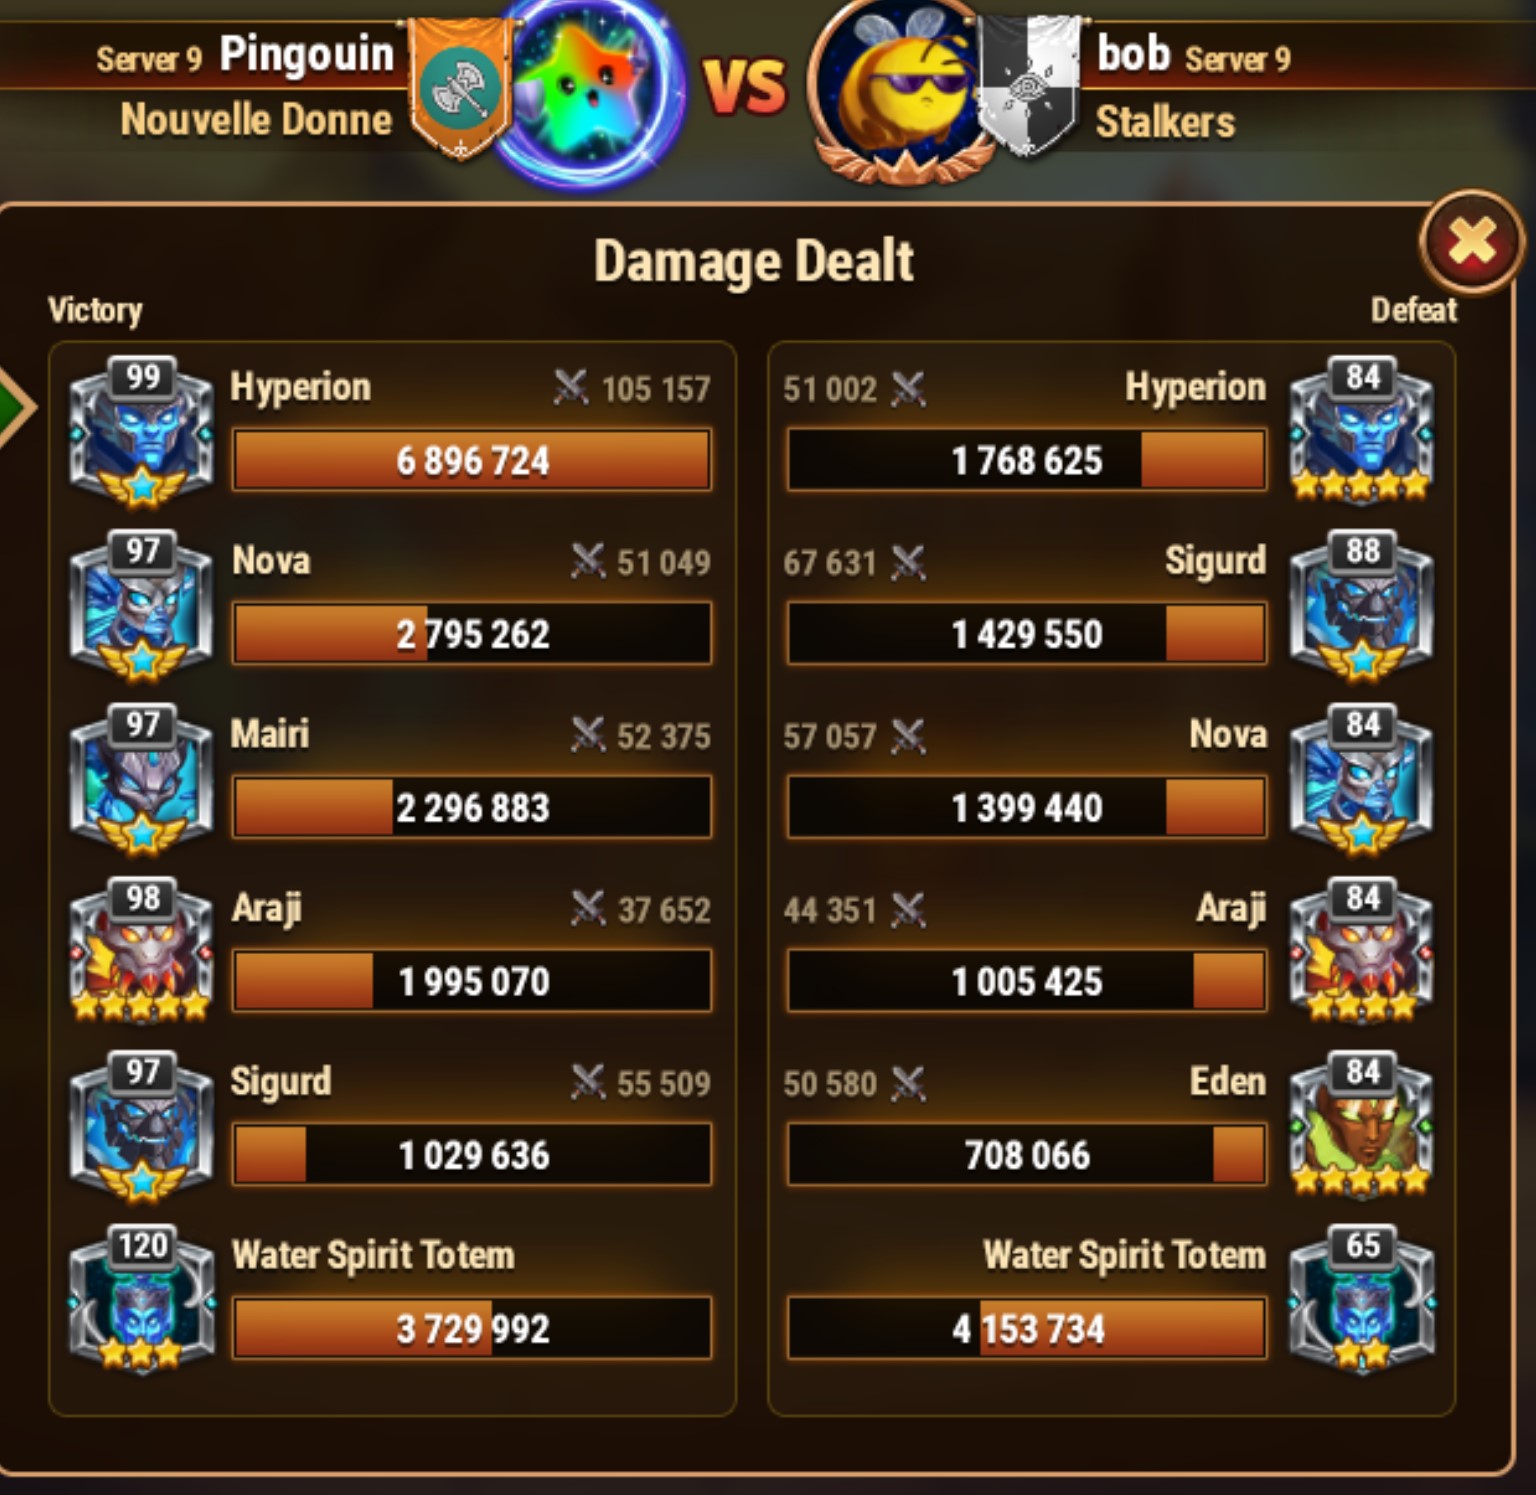 Server 9 Pingouin VS bob Server 9
Nouvelle Donne Stalkers
Damage Dealt
Victory Defeat
99 Hyperion 105 157
6 896 724
97 Nova 51 049
2 795 262
97 Mairi 52 375
2 296 883
98 Araji 37 652
1 995 070
97 Sigurd 55 509
1 029 636
120 Water Spirit Totem
3 729 992
51 002 Hyperion 84
1 768 625
67 631 Sigurd 88
1 429 550
57 057 Nova 84
1 399 440
44 351 Araji 84
1 005 425
50 580 Eden 84
708 066
Water Spirit Totem 65
4 153 734